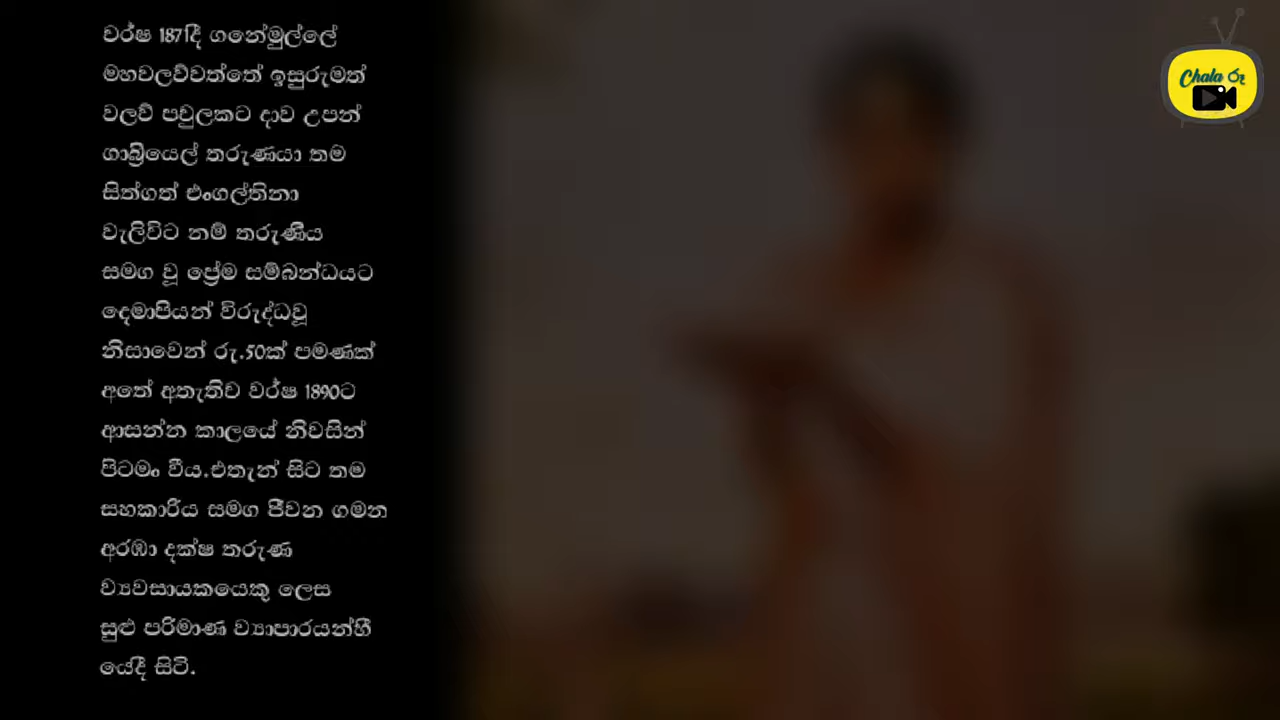 වර්ෂ 1871දී ගනේමුල්ලේ
මහවලව්වත්තේ ඉසුරුමත්
වලව් පවුලකට දාව උපන්
ගාබ්‍රියෙල් තරුණයා තම
සිත්ගත් එංගල්තිනා
වැලිවිට නම් තරුණිය
සමග වූ ප්‍රේම සම්බන්ධයට
දෙමාපියන් විරුද්ධවූ
නිසාවෙන් රු.50ක් පමණක්
අතේ අතැතිව වර්ෂ 1890ට
ආසන්න කාලයේ නිවසින්
පිටමං විය.එතැන් සිට තම
සහකාරිය සමග ජීවන ගමන
අරඹා දක්ෂ තරුණ
ව්‍යවසායකයෙකු ලෙස
සුළු පරිමාණ ව්‍යාපාරයන්හී
යේදී සිටි.
Chala රූ